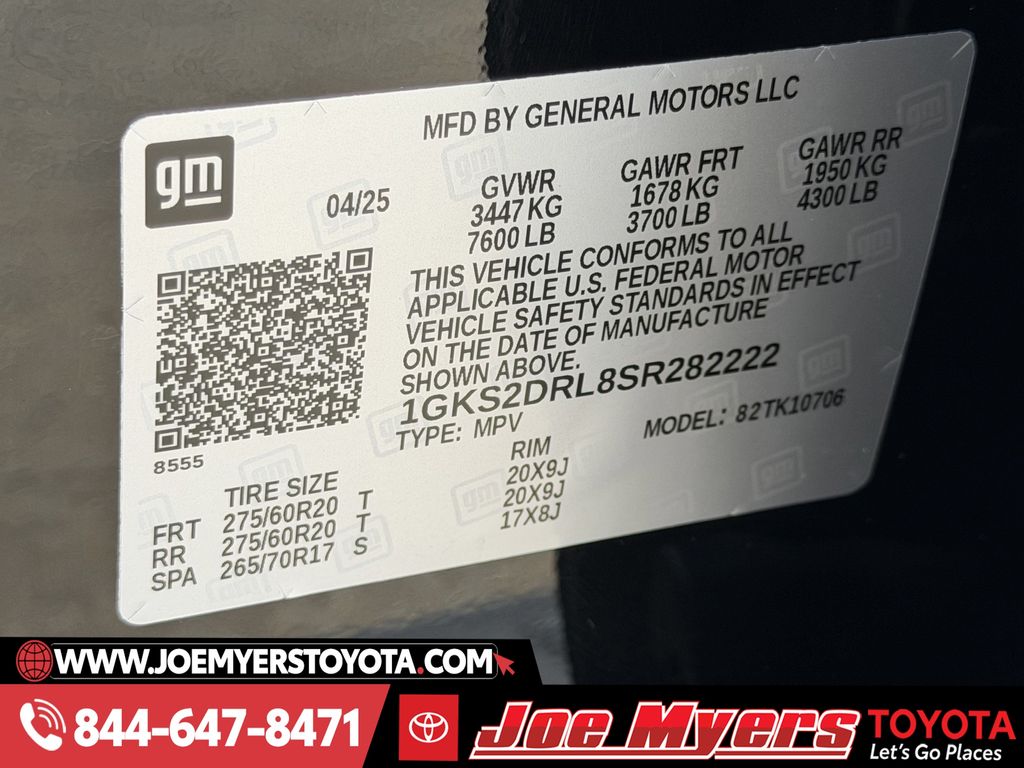 MFD BY GENERAL MOTORS LLC
gm
04/25
GVWR GAWR FRT GAWR RR
3447 KG 1678 KG 1950 KG
7600 LB 3700 LB 4300 LB
THIS VEHICLE CONFORMS TO ALL
APPLICABLE U.S. FEDERAL MOTOR
VEHICLE SAFETY STANDARDS IN EFFECT
ON THE DATE OF MANUFACTURE
SHOWN ABOVE.
1GKS2DRL8SR282222
TYPE: MPV MODEL: 82TK10706
8555
TIRE SIZE RIM
FRT 275/60R20 T 20X9J
RR 275/60R20 T 20X9J
SPA 265/70R17 S 17X8J
WWW.JOEMYERSTOYOTA.COM
844-647-8471
Joe Myers TOYOTA
Let's Go Places